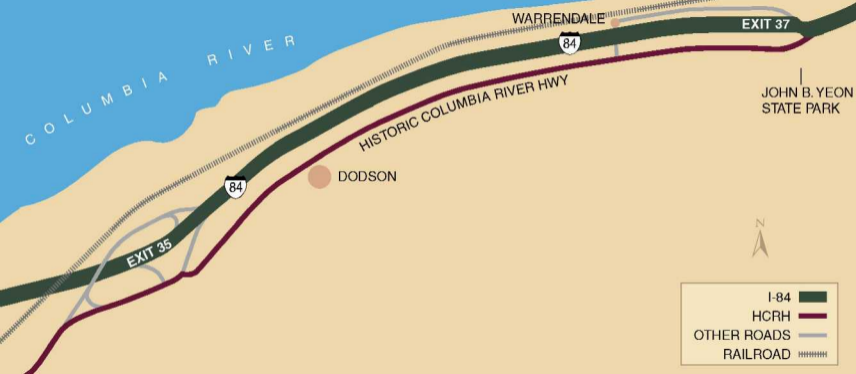 WARRENDALE
EXIT 37
84
COLUMBIA RIVER
HISTORIC COLUMBIA RIVER HWY
JOHN B. YEON
STATE PARK
DODSON
84
EXIT 35
N
I-84
HCRH
OTHER ROADS
RAILROAD